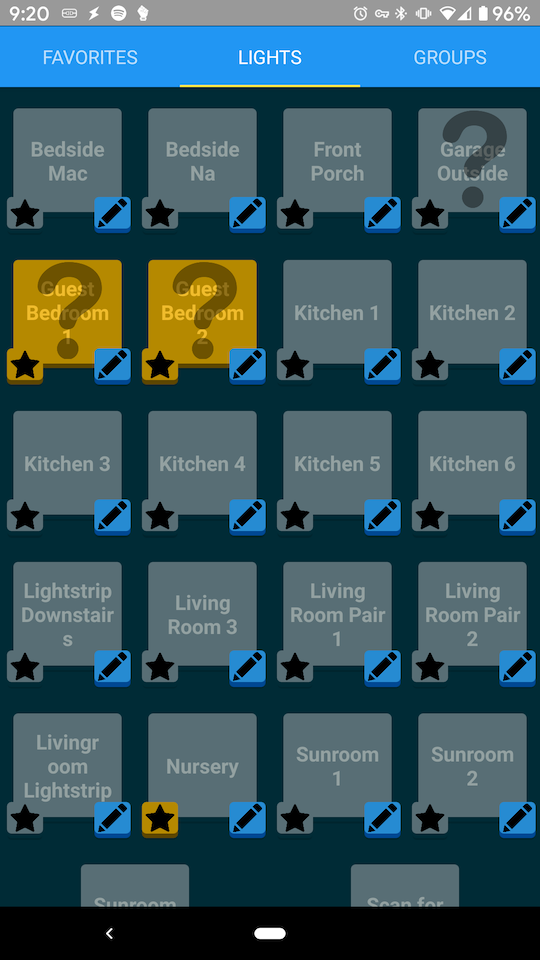 9:20
96%
FAVORITES
LIGHTS
GROUPS
Bedside
Mac
Bedside
Na
Front
Porch
?
Garage
Outside
?
Guest
Bedroom
1
?
Guest
Bedroom
2
Kitchen 1
Kitchen 2
Kitchen 3
Kitchen 4
Kitchen 5
Kitchen 6
Lightstrip
Downstair
s
Living
Room 3
Living
Room Pair
1
Living
Room Pair
2
Livingr
oom
Lightstrip
Nursery
Sunroom
1
Sunroom
2
Sunroom
Scan for